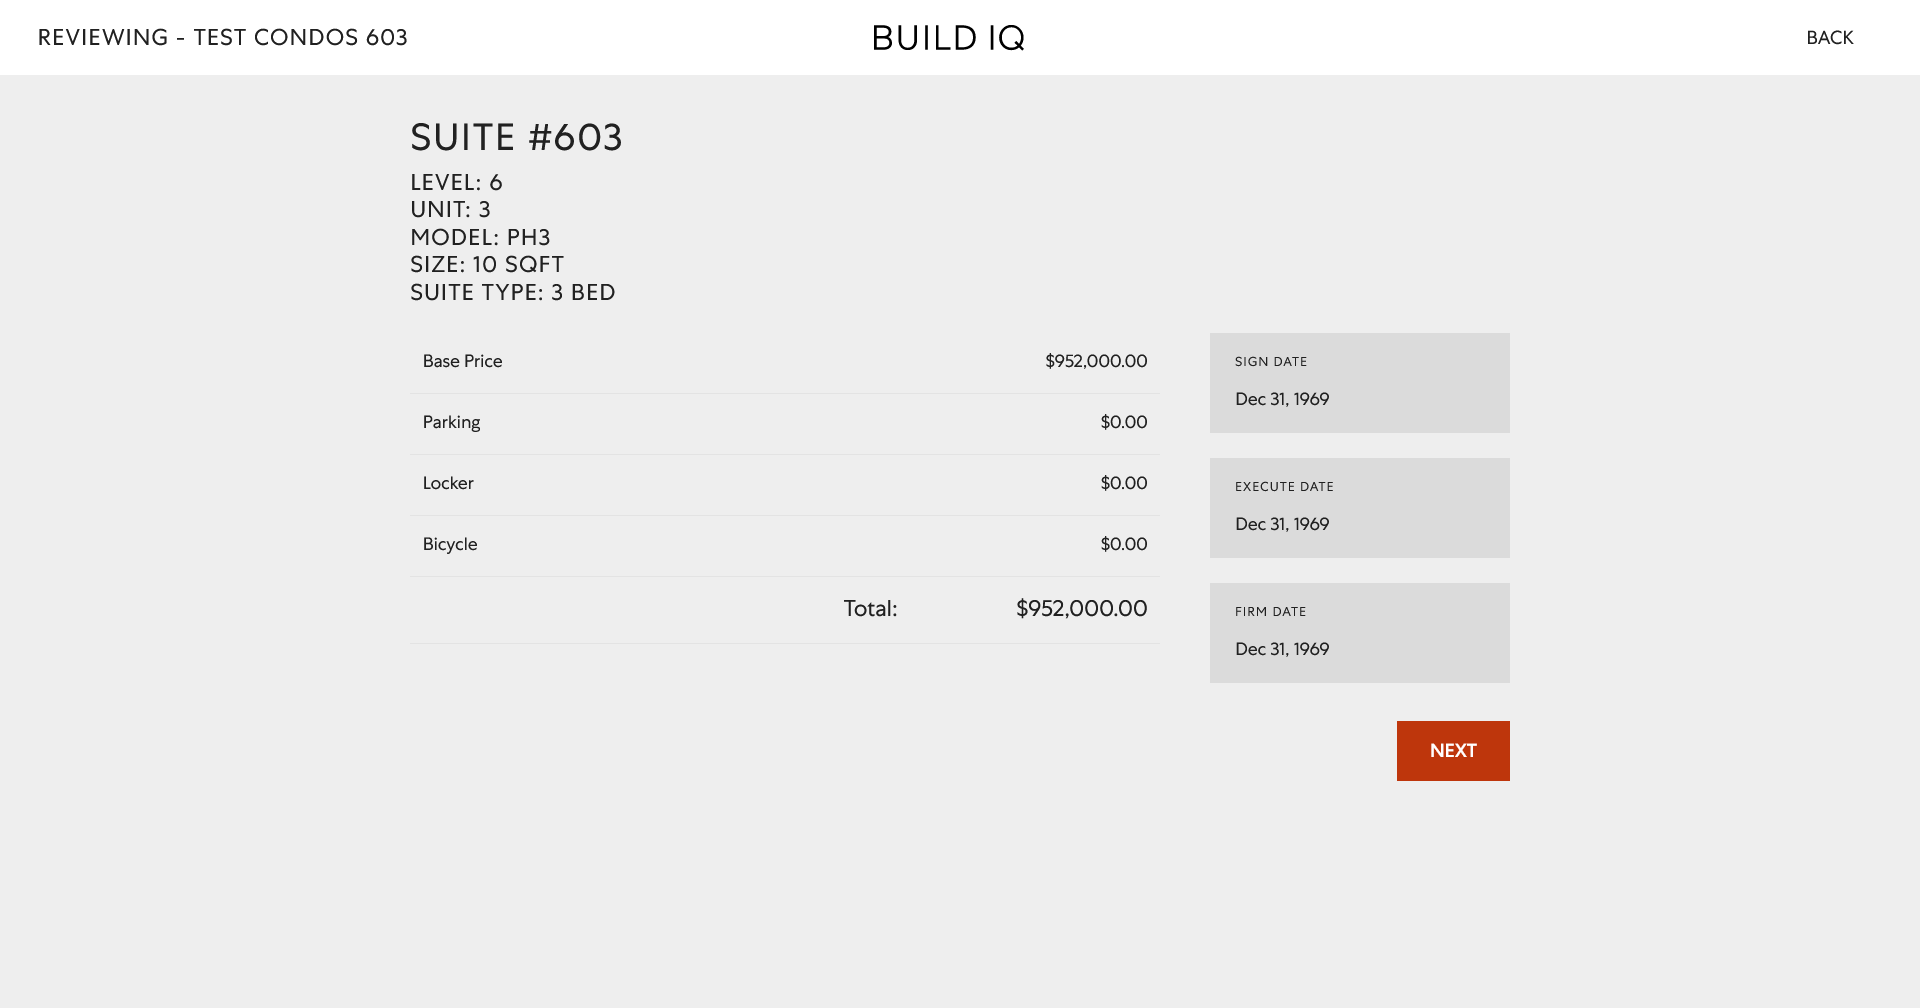 REVIEWING - TEST CONDOS 603
BUILD IQ
BACK
SUITE #603
LEVEL: 6
UNIT: 3
MODEL: PH3
SIZE: 10 SQFT
SUITE TYPE: 3 BED
Base Price $952,000.00
Parking $0.00
Locker $0.00
Bicycle $0.00
Total: $952,000.00
SIGN DATE
Dec 31, 1969
EXECUTE DATE
Dec 31, 1969
FIRM DATE
Dec 31, 1969
NEXT